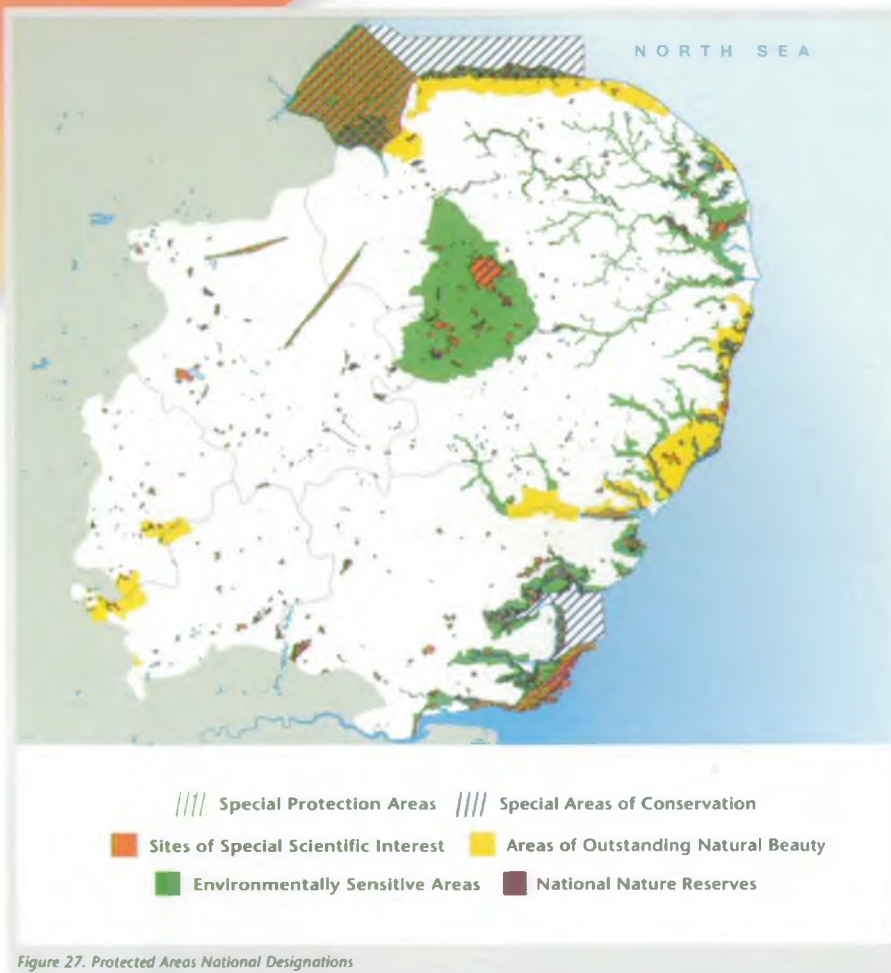 NORTH SEA
Special Protection Areas Special Areas of Conservation
Sites of Special Scientific Interest Areas of Outstanding Natural Beauty
Environmentally Sensitive Areas National Nature Reserves
Figure 27. Protected Areas National Designations